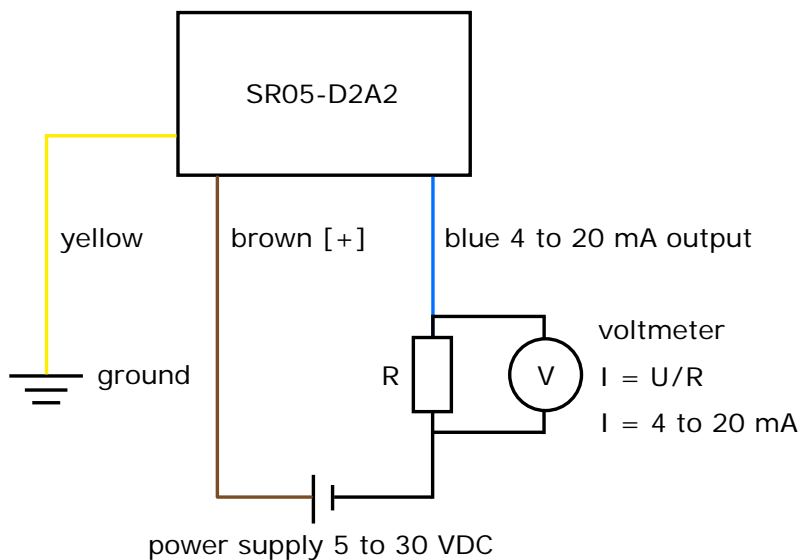 SR05-D2A2
yellow
brown [+]
blue 4 to 20 mA output
ground
R
V
voltmeter
I = U/R
I = 4 to 20 mA
power supply 5 to 30 VDC